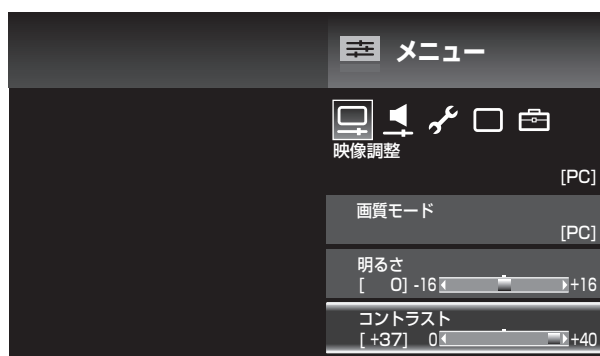 メニュー
映像調整
[PC]
画質モード
[PC]
明るさ
[ 0] -16 +16
コントラスト
[ +37] 0 +40